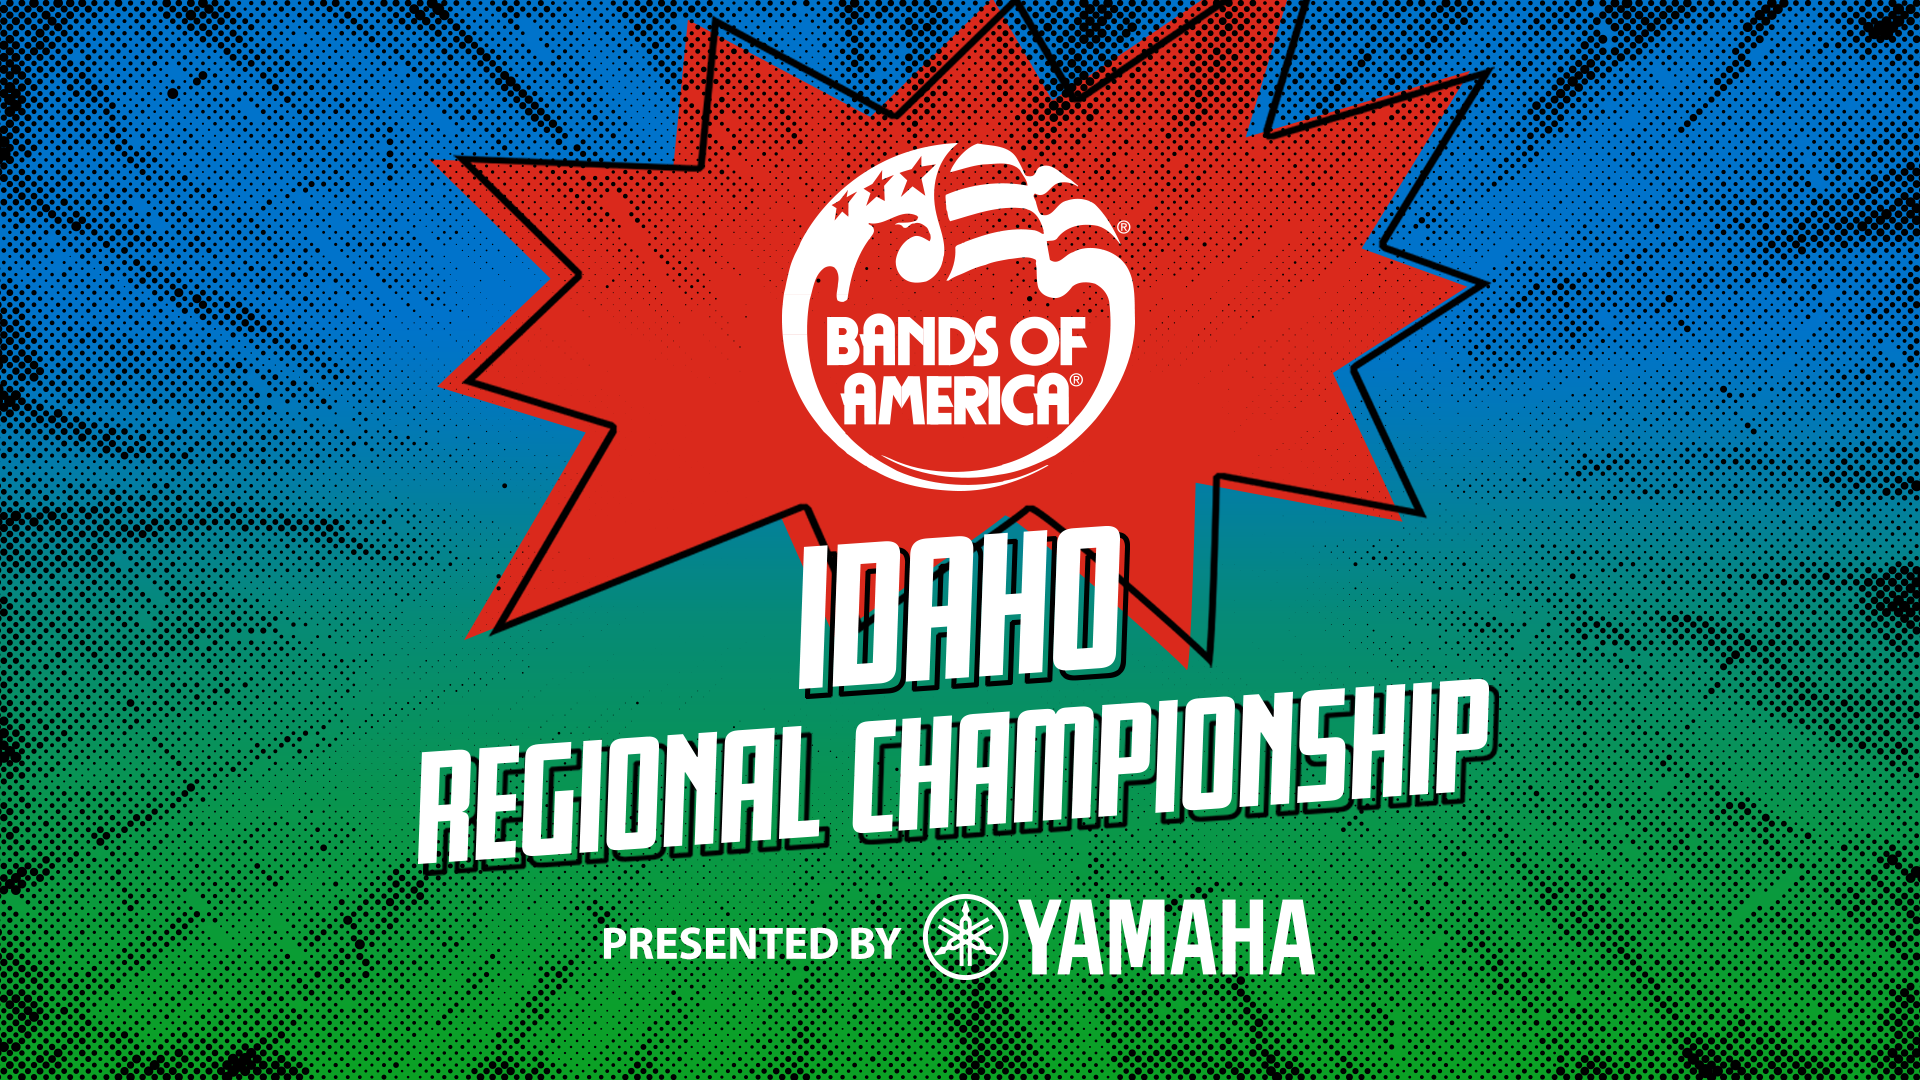 BANDS OF
AMERICA®
®
IDAHO
REGIONAL CHAMPIONSHIP
PRESENTED BY YAMAHA